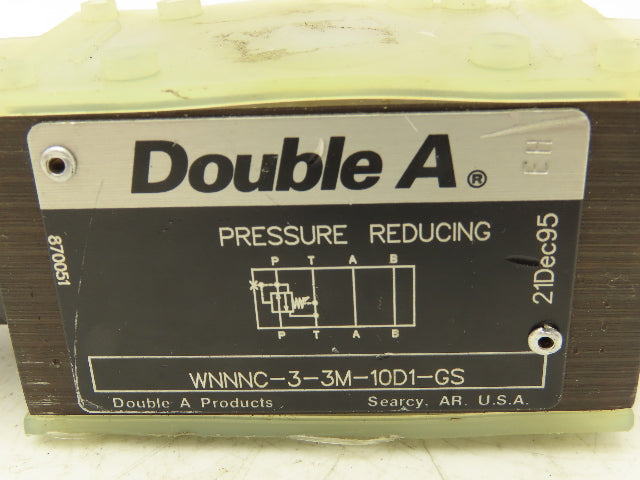 Double A ®
EH
PRESSURE REDUCING
P T A B
P T A B
870051
21Dec95
WNNNC-3-3M-10D1-GS
Double A Products Searcy, AR. U.S.A.